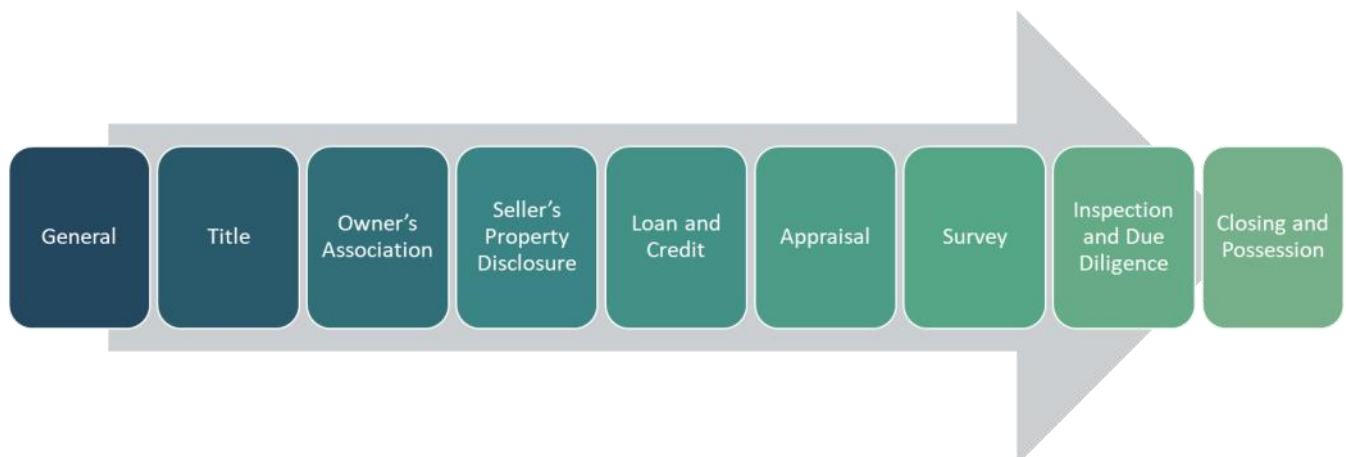 General
Title
Owner’s
Association
Seller’s
Property
Disclosure
Loan and
Credit
Appraisal
Survey
Inspection
and Due
Diligence
Closing and
Possession